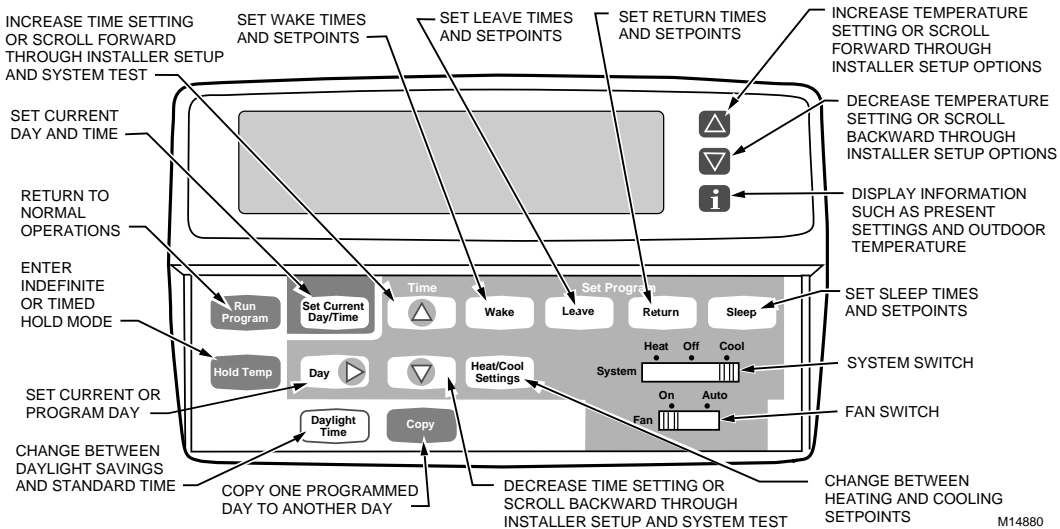 INCREASE TIME SETTING
OR SCROLL FORWARD
THROUGH INSTALLER SETUP
AND SYSTEM TEST
SET WAKE TIMES
AND SETPOINTS
SET LEAVE TIMES
AND SETPOINTS
SET RETURN TIMES
AND SETPOINTS
INCREASE TEMPERATURE
SETTING OR SCROLL
FORWARD THROUGH
INSTALLER SETUP OPTIONS
SET CURRENT
DAY AND TIME
DECREASE TEMPERATURE
SETTING OR SCROLL
BACKWARD THROUGH
INSTALLER SETUP OPTIONS
i
RETURN TO
NORMAL
OPERATIONS
DISPLAY INFORMATION
SUCH AS PRESENT
SETTINGS AND OUTDOOR
TEMPERATURE
ENTER
INDEFINITE
OR TIMED
HOLD MODE
Time
Set Program
Run
Program
Set Current
Day/Time
Wake
Leave
Return
Sleep
SET SLEEP TIMES
AND SETPOINTS
Heat Off Cool
System
SYSTEM SWITCH
Hold Temp
Day
Heat/Cool
Settings
SET CURRENT OR
PROGRAM DAY
On Auto
Fan
FAN SWITCH
Daylight
Time
Copy
CHANGE BETWEEN
DAYLIGHT SAVINGS
AND STANDARD TIME
COPY ONE PROGRAMMED
DAY TO ANOTHER DAY
DECREASE TIME SETTING OR
SCROLL BACKWARD THROUGH
INSTALLER SETUP AND SYSTEM TEST
CHANGE BETWEEN
HEATING AND COOLING
SETPOINTS
M14880